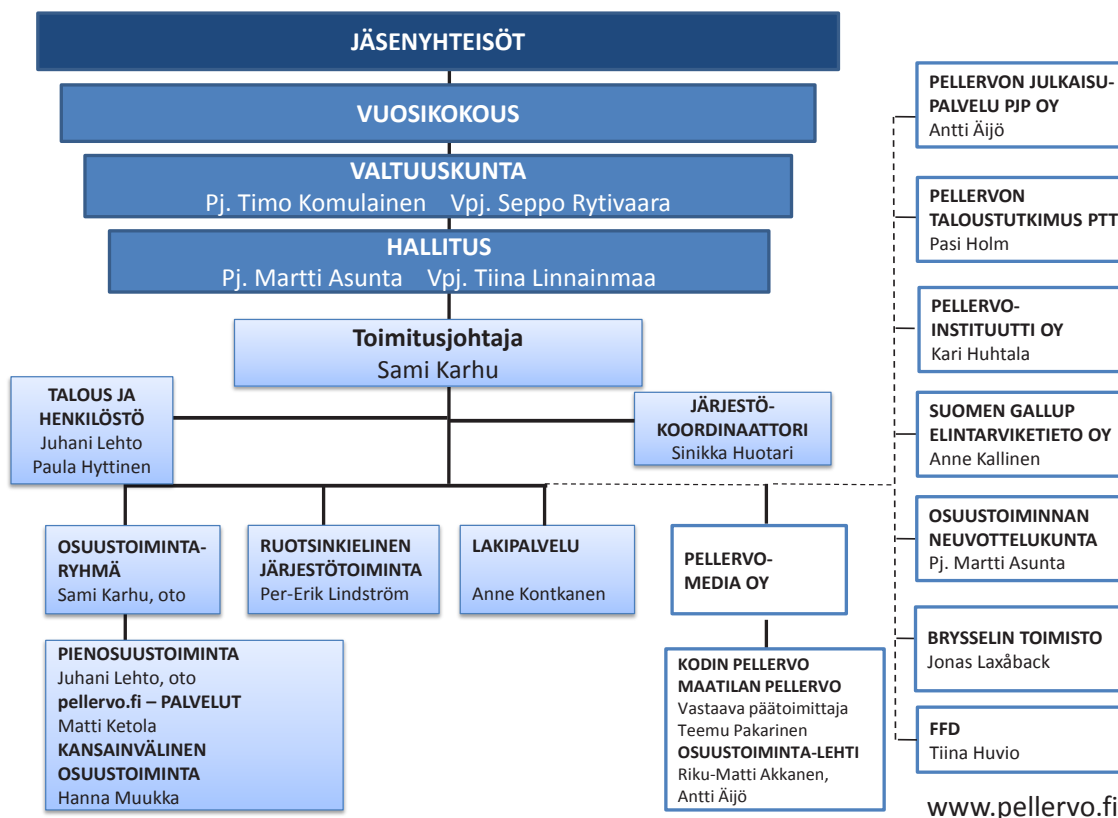 JÄSENYHTEISÖT
VUOSIKOKOUS
VALTUUSKUNTA
Pj. Timo Komulainen Vpj. Seppo Rytivaara
HALLITUS
Pj. Martti Asunta Vpj. Tiina Linnainmaa
Toimitusjohtaja
Sami Karhu
TALOUS JA
HENKILÖSTÖ
Juhani Lehto
Paula Hyttinen
JÄRJESTÖ-
KOORDINAATTORI
Sinikka Huotari
OSUUSTOIMINTA-
RYHMÄ
Sami Karhu, oto
RUOTSINKIELINEN
JÄRJESTÖTOIMINTA
Per-Erik Lindström
LAKIPALVELU
Anne Kontkanen
PELLERVO-
MEDIA OY
PIENOSUUSTOIMINTA
Juhani Lehto, oto
pellervo.fi – PALVELUT
Matti Ketola
KANSAINVÄLINEN
OSUUSTOIMINTA
Hanna Muukka
KODIN PELLERVO
MAATILAN PELLERVO
Vastaava päätoimittaja
Teemu Pakarinen
OSUUSTOIMINTA-LEHTI
Riku-Matti Akkanen,
Antti Äijö
PELLERVON JULKAISU-
PALVELU PJP OY
Antti Äijö
PELLERVON
TALOUSTUTKIMUS PTT
Pasi Holm
PELLERVO-
INSTITUUTTI OY
Kari Huhtala
SUOMEN GALLUP
ELINTARVIKETIETO OY
Anne Kallinen
OSUUSTOIMINNAN
NEUVOTTELUKUNTA
Pj. Martti Asunta
BRYSSELIN TOIMISTO
Jonas Laxåback
FFD
Tiina Huvio
www.pellervo.fi